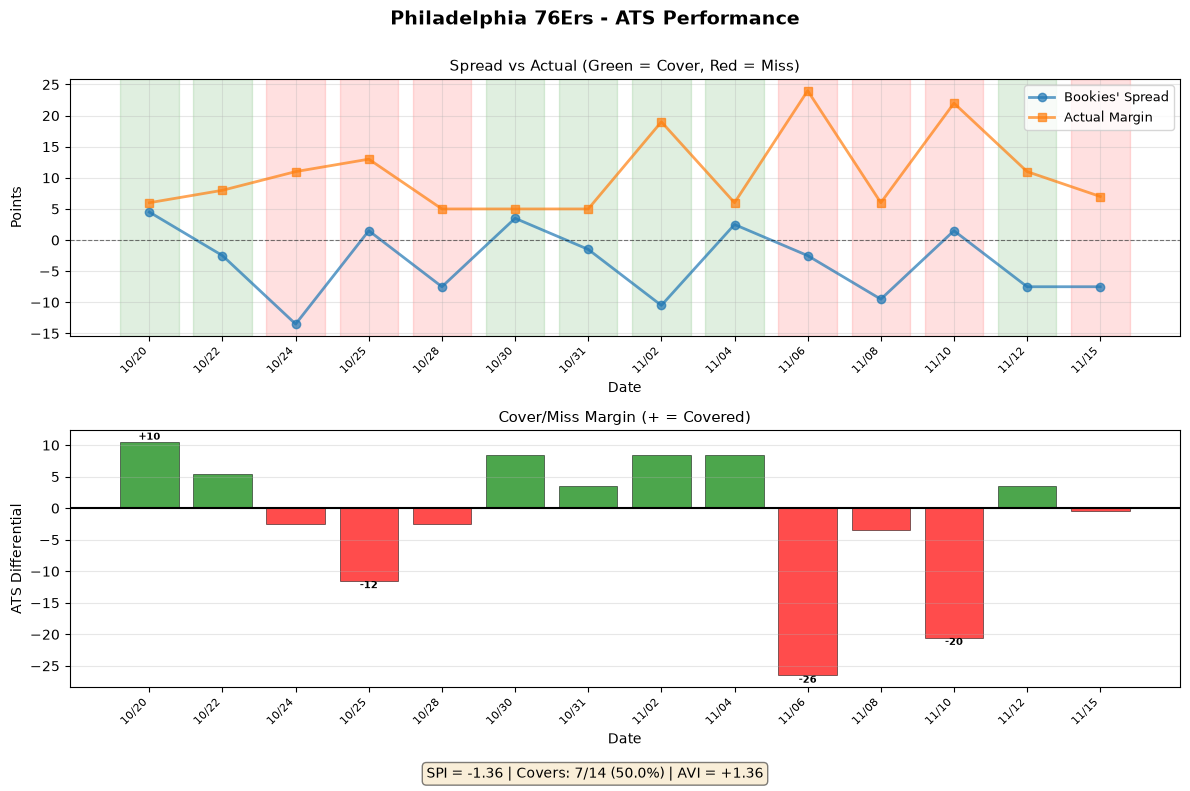 Philadelphia 76Ers - ATS Performance
Spread vs Actual (Green = Cover, Red = Miss)
25
20
15
10
5
0
−5
−10
−15
Points
Bookies' Spread
Actual Margin
10/20 10/22 10/24 10/25 10/28 10/30 10/31 11/02 11/04 11/06 11/08 11/10 11/12 11/15
Date
Cover/Miss Margin (+ = Covered)
10
5
0
−5
−10
−15
−20
−25
ATS Differential
+10
-12
-26
-20
10/20 10/22 10/24 10/25 10/28 10/30 10/31 11/02 11/04 11/06 11/08 11/10 11/12 11/15
Date
SPI = -1.36 | Covers: 7/14 (50.0%) | AVI = +1.36